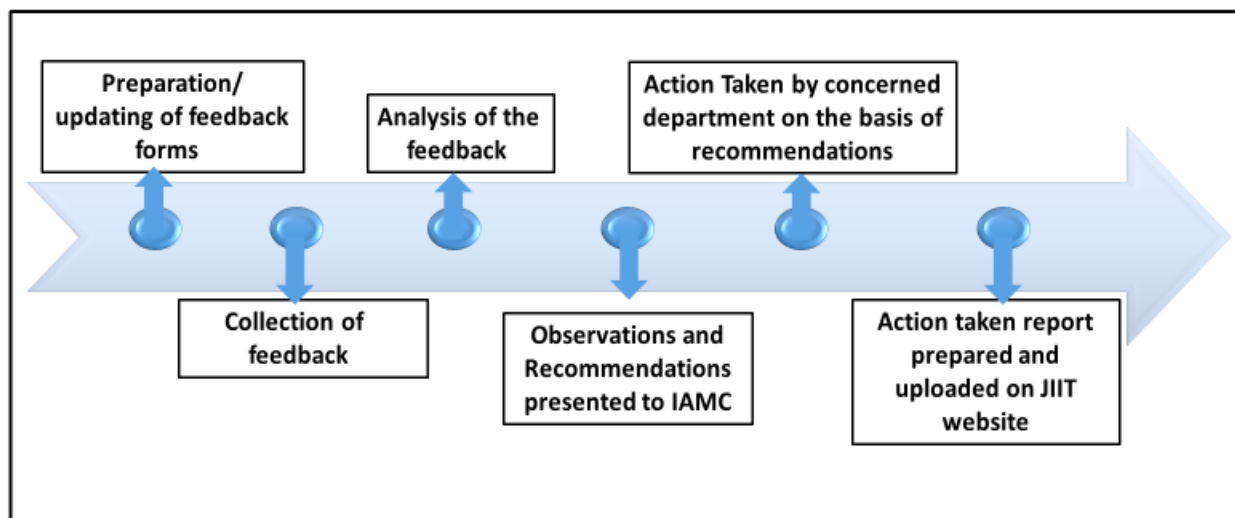 Preparation/
updating of feedback
forms
Collection of
feedback
Analysis of the
feedback
Observations and
Recommendations
presented to IAMC
Action Taken by concerned
department on the basis of
recommendations
Action taken report
prepared and
uploaded on JIIT
website